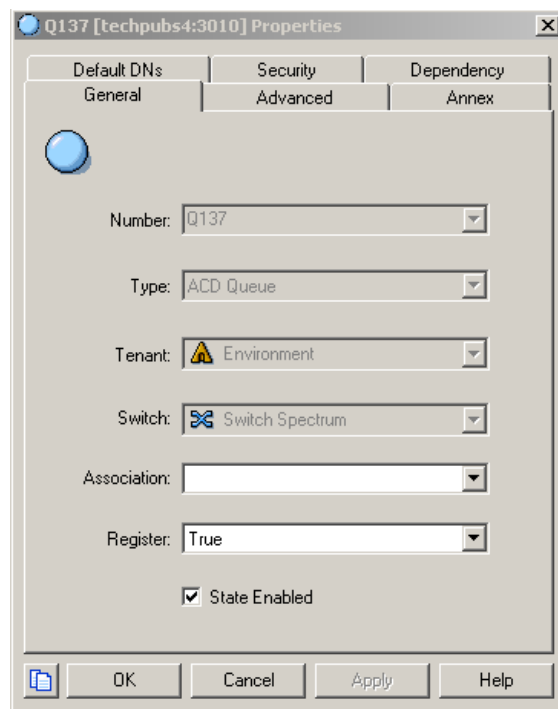 Q137 [techpubs4:3010] Properties
Default DNs Security Dependency
General Advanced Annex
Number: Q137
Type: ACD Queue
Tenant: Environment
Switch: Switch Spectrum
Association:
Register: True
State Enabled
OK Cancel Apply Help